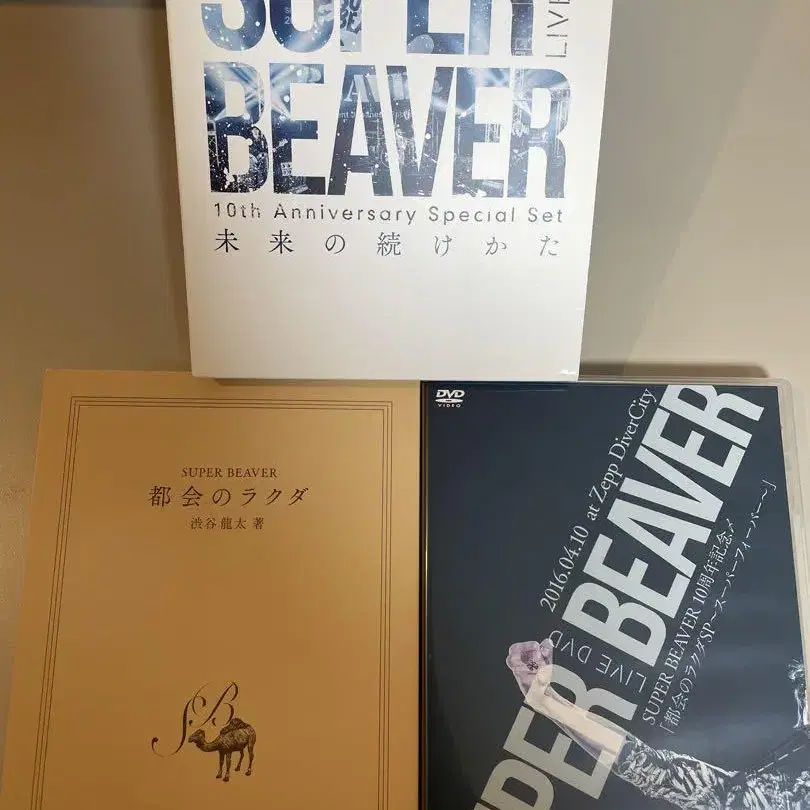 SUPER
LIVE
BEAVER
10th Anniversary Special Set
未来の続けかた
SUPER BEAVER
都会のラクダ
渋谷龍太 著
SB
DVD
VIDEO
2016.04.10 at Zepp DiverCity
SUPER BEAVER
LIVE DVD
SUPER BEAVER 10周年記念〆
「都会のラクダSP〜スーパーフィーバー〜」